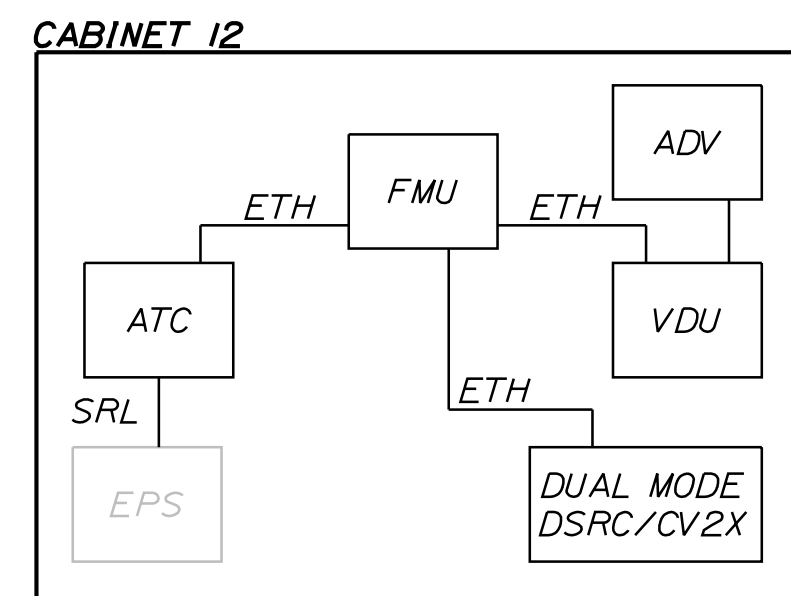 CABINET 12
ADV
FMU
ETH
ETH
ATC
VDU
ETH
SRL
EPS
DUAL MODE
DSRC/CV2X